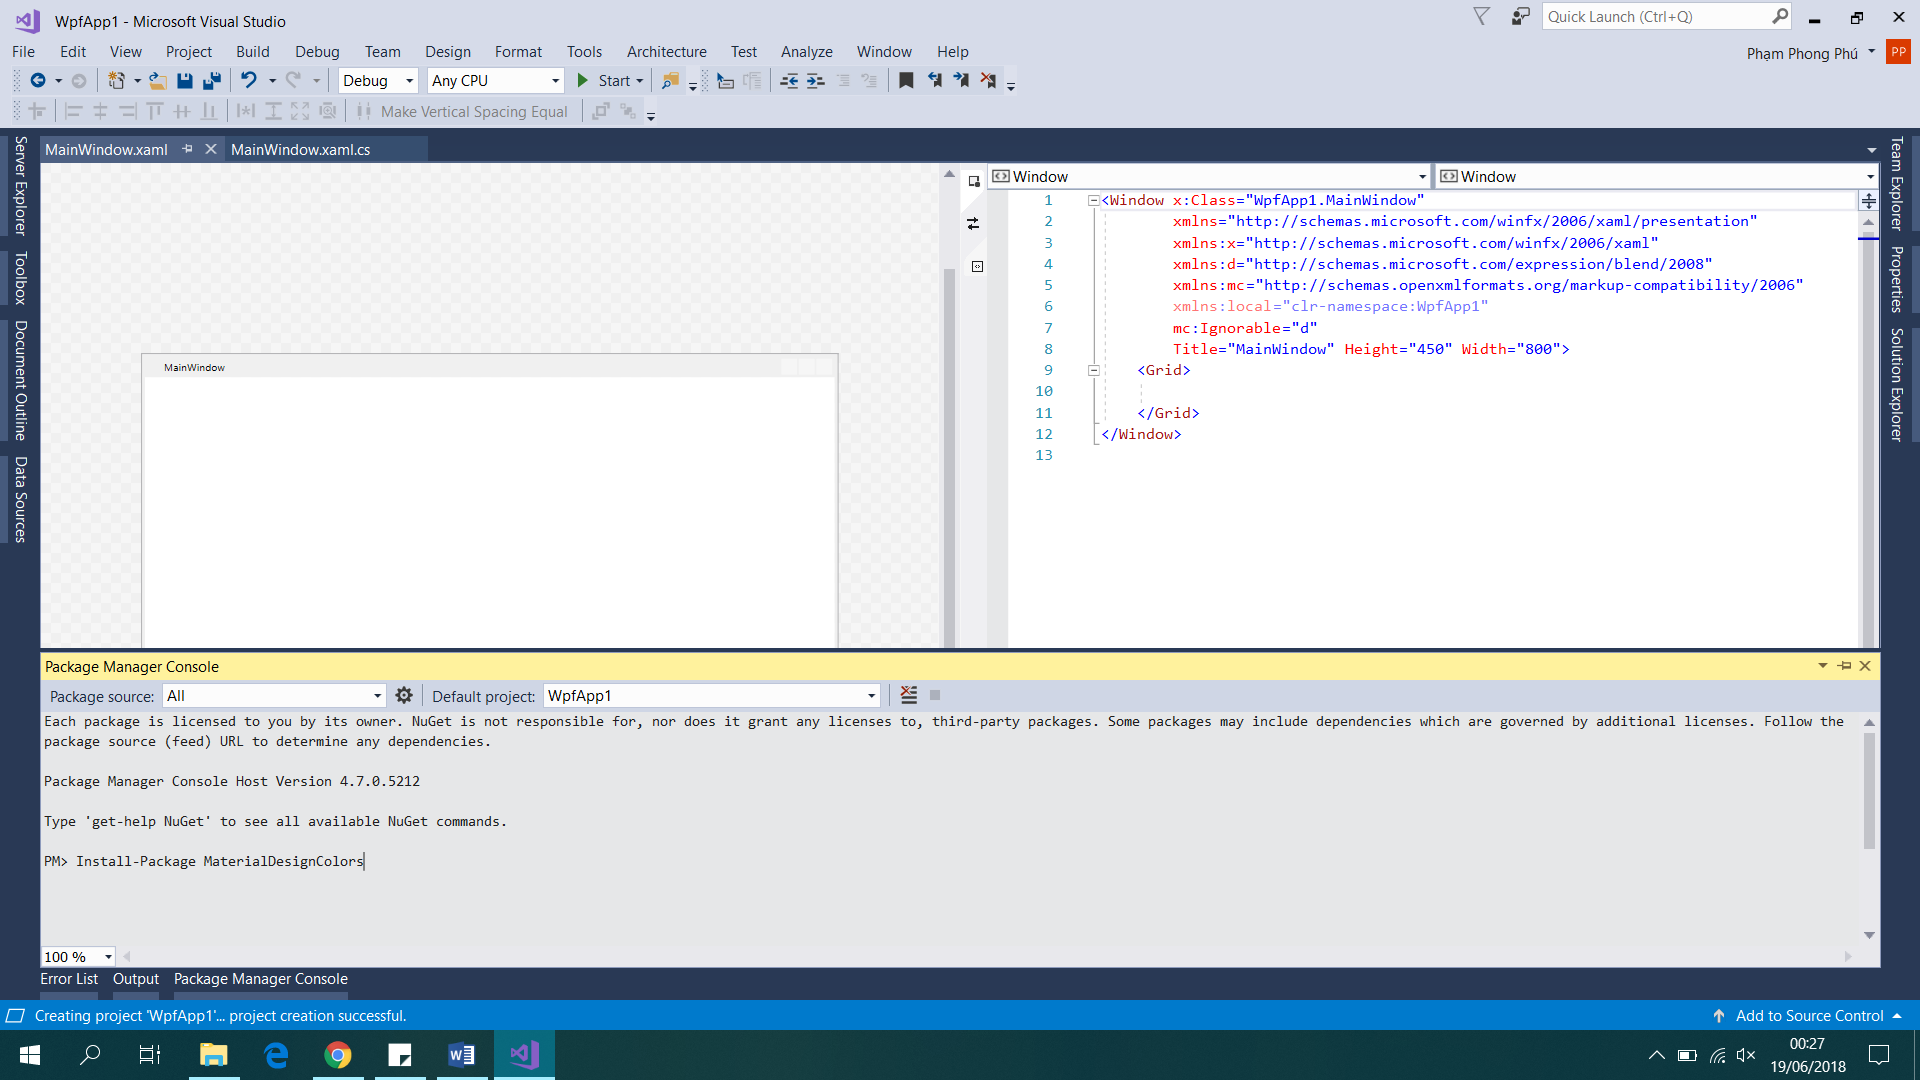 WpfApp1 - Microsoft Visual Studio
Quick Launch (Ctrl+Q)
File Edit View Project Build Debug Team Design Format Tools Architecture Test Analyze Window Help
Phạm Phong Phú PP
Debug Any CPU Start
Make Vertical Spacing Equal
Server Explorer
Toolbox
Document Outline
Data Sources
MainWindow.xaml MainWindow.xaml.cs
MainWindow
Window Window
1 <Window x:Class="WpfApp1.MainWindow"
2 xmlns="http://schemas.microsoft.com/winfx/2006/xaml/presentation"
3 xmlns:x="http://schemas.microsoft.com/winfx/2006/xaml"
4 xmlns:d="http://schemas.microsoft.com/expression/blend/2008"
5 xmlns:mc="http://schemas.openxmlformats.org/markup-compatibility/2006"
6 xmlns:local="clr-namespace:WpfApp1"
7 mc:Ignorable="d"
8 Title="MainWindow" Height="450" Width="800">
9 <Grid>
10
11 </Grid>
12 </Window>
13
Team Explorer
Properties
Solution Explorer
Package Manager Console
Package source: All Default project: WpfApp1
Each package is licensed to you by its owner. NuGet is not responsible for, nor does it grant any licenses to, third-party packages. Some packages may include dependencies which are governed by additional licenses. Follow the
package source (feed) URL to determine any dependencies.
Package Manager Console Host Version 4.7.0.5212
Type 'get-help NuGet' to see all available NuGet commands.
PM> Install-Package MaterialDesignColors
100 %
Error List Output Package Manager Console
Creating project 'WpfApp1'... project creation successful.
Add to Source Control
00:27
19/06/2018